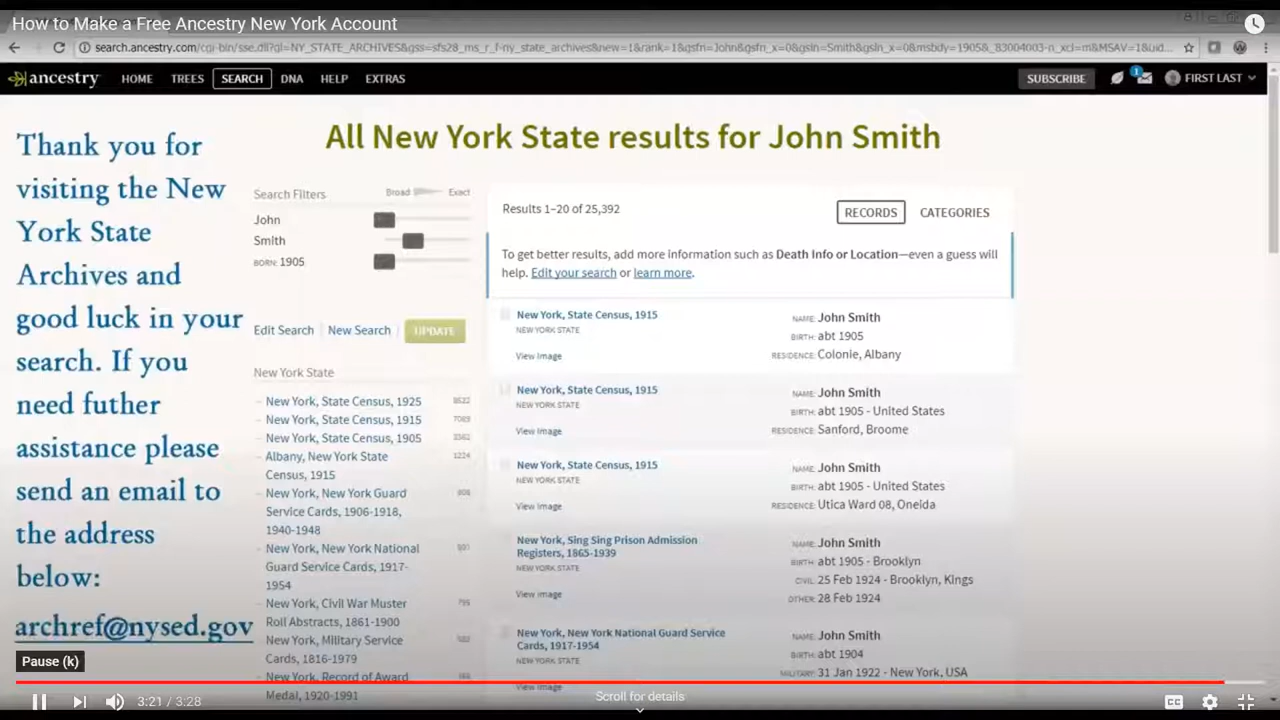 How to Make a Free Ancestry New York Account
search.ancestry.com/cgi-bin/sse.dll?gl=NY_STATE_ARCHIVES&gss=sfs28_ms_r_f-ny_state_archives&new=1&rank=1&gsfn=John&gsfn_x=0&gsln=Smith&gsln_x=0&msbdy=1905&_83004003-n_xcl=m&MSAV=1&uid...
ancestry HOME TREES SEARCH DNA HELP EXTRAS SUBSCRIBE 1 FIRST LAST
Thank you for
visiting the New
York State
Archives and
good luck in your
search. If you
need futher
assistance please
send an email to
the address
below:
archref@nysed.gov
All New York State results for John Smith
Search Filters Broad Exact
John
Smith
BORN: 1905
Edit Search New Search UPDATE
New York State
New York, State Census, 1925 8522
New York, State Census, 1915 7089
New York, State Census, 1905
Albany, New York State 1224
Census, 1915
New York, New York Guard
Service Cards, 1906-1918,
1940-1948
New York, New York National
Guard Service Cards, 1917-
1954
New York, Civil War Muster
Roll Abstracts, 1861-1900
New York, Military Service
Cards, 1816-1979
New York, Record of Award
Medal, 1920-1991
Results 1–20 of 25,392 RECORDS CATEGORIES
To get better results, add more information such as Death Info or Location—even a guess will
help. Edit your search or learn more.
New York, State Census, 1915
NEW YORK STATE
View Image
NAME: John Smith
BIRTH: abt 1905
RESIDENCE: Colonie, Albany
New York, State Census, 1915
NEW YORK STATE
View Image
NAME: John Smith
BIRTH: abt 1905 - United States
RESIDENCE: Sanford, Broome
New York, State Census, 1915
NEW YORK STATE
View Image
NAME: John Smith
BIRTH: abt 1905 - United States
RESIDENCE: Utica Ward 08, Oneida
New York, Sing Sing Prison Admission
Registers, 1865-1939
NEW YORK STATE
View Image
NAME: John Smith
BIRTH: abt 1905 - Brooklyn
CIVIL: 25 Feb 1924 - Brooklyn, Kings
OTHER: 28 Feb 1924
New York, New York National Guard Service
Cards, 1917-1954
NEW YORK STATE
View Image
NAME: John Smith
BIRTH: abt 1904
MILITARY: 31 Jan 1922 - New York, USA
Pause (k)
3:21 / 3:28
Scroll for details
CC